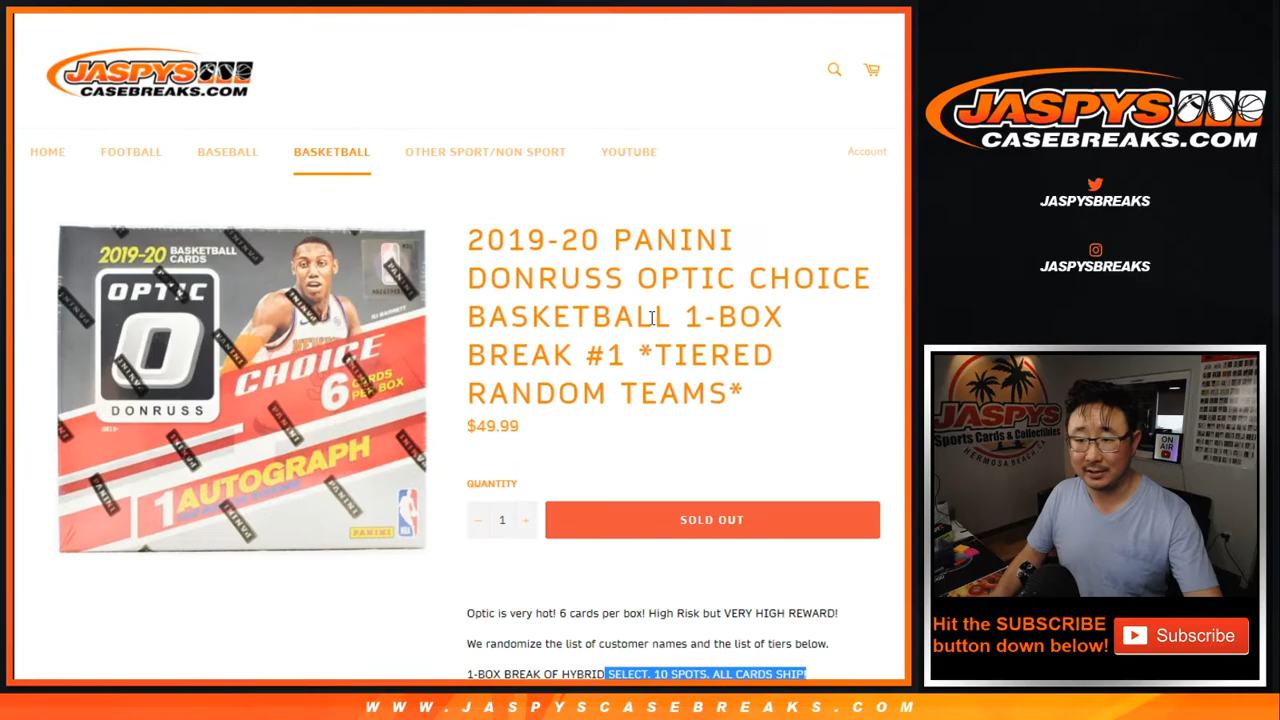 JASPYS
CASEBREAKS.COM
HOME
FOOTBALL
BASEBALL
BASKETBALL
OTHER SPORT/NON SPORT
YOUTUBE
Account
2019-20 BASKETBALL CARDS
OPTIC
DONRUSS
CHOICE
6 CARDS PER BOX
1 AUTOGRAPH
PANINI
RJ BARRETT
2019-20 PANINI
DONRUSS OPTIC CHOICE
BASKETBALL 1-BOX
BREAK #1 *TIERED
RANDOM TEAMS*
$49.99
QUANTITY
− 1 +
SOLD OUT
Optic is very hot! 6 cards per box! High Risk but VERY HIGH REWARD!
We randomize the list of customer names and the list of tiers below.
1-BOX BREAK OF HYBRID SELECT. 10 SPOTS. ALL CARDS SHIP!
JASPYS
CASEBREAKS.COM
JASPYSBREAKS
JASPYSBREAKS
JASPYS
Sports Cards & Collectibles
HERMOSA BEACH, CA
ON
AIR
Hit the SUBSCRIBE
button down below!
Subscribe
WWW.JASPYSCASEBREAKS.COM